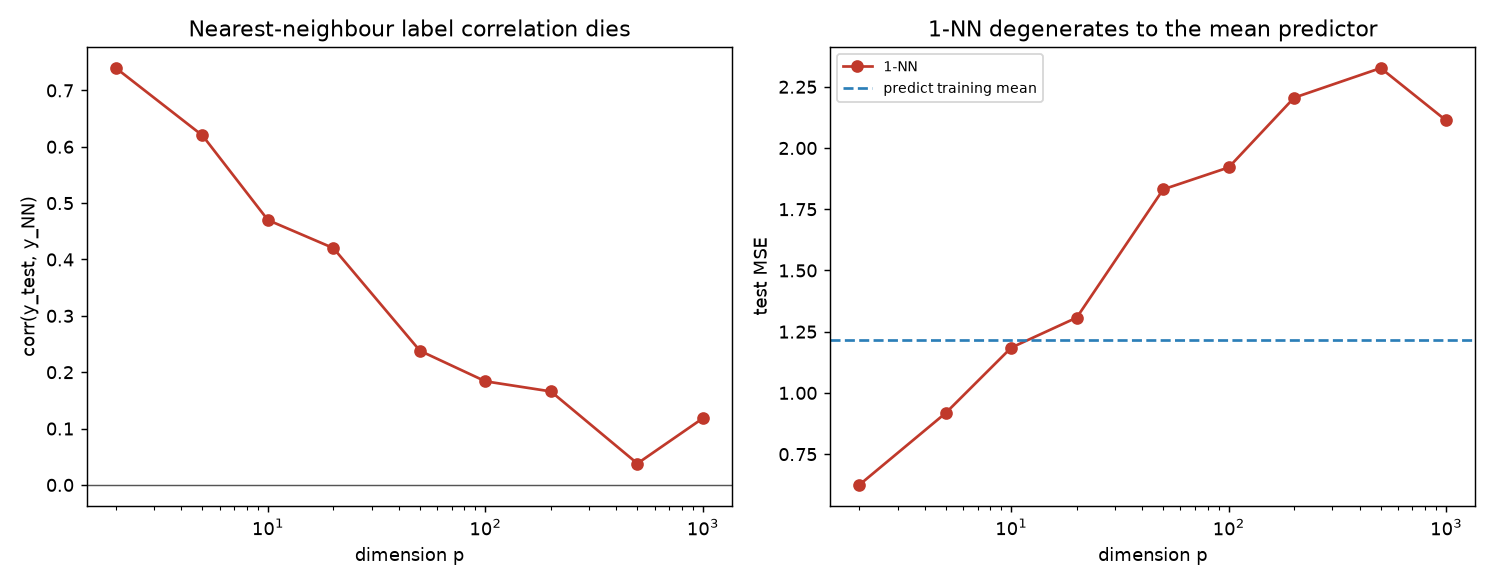 Nearest-neighbour label correlation dies
corr(y_test, y_NN)
0.7
0.6
0.5
0.4
0.3
0.2
0.1
0.0
10¹
10²
10³
dimension p
1-NN degenerates to the mean predictor
1-NN
predict training mean
test MSE
2.25
2.00
1.75
1.50
1.25
1.00
0.75
10¹
10²
10³
dimension p